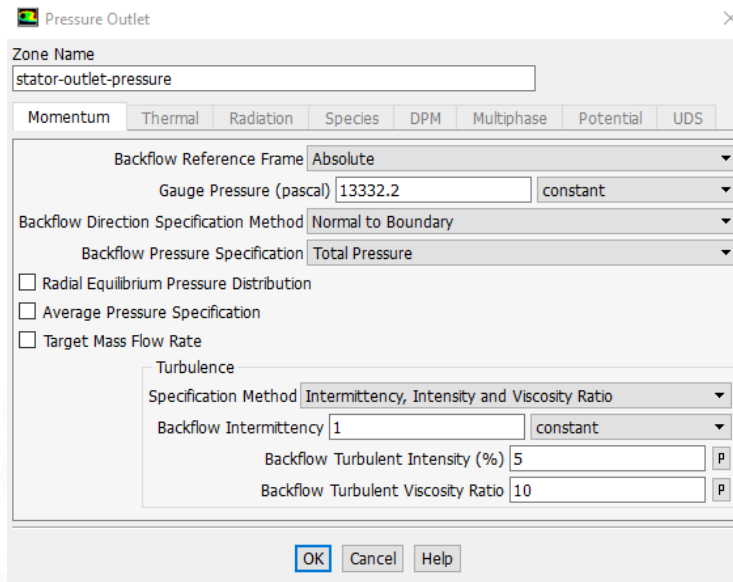 Pressure Outlet
Zone Name
stator-outlet-pressure
Momentum Thermal Radiation Species DPM Multiphase Potential UDS
Backflow Reference Frame Absolute
Gauge Pressure (pascal) 13332.2 constant
Backflow Direction Specification Method Normal to Boundary
Backflow Pressure Specification Total Pressure
Radial Equilibrium Pressure Distribution
Average Pressure Specification
Target Mass Flow Rate
Turbulence
Specification Method Intermittency, Intensity and Viscosity Ratio
Backflow Intermittency 1 constant
Backflow Turbulent Intensity (%) 5 P
Backflow Turbulent Viscosity Ratio 10 P
OK Cancel Help